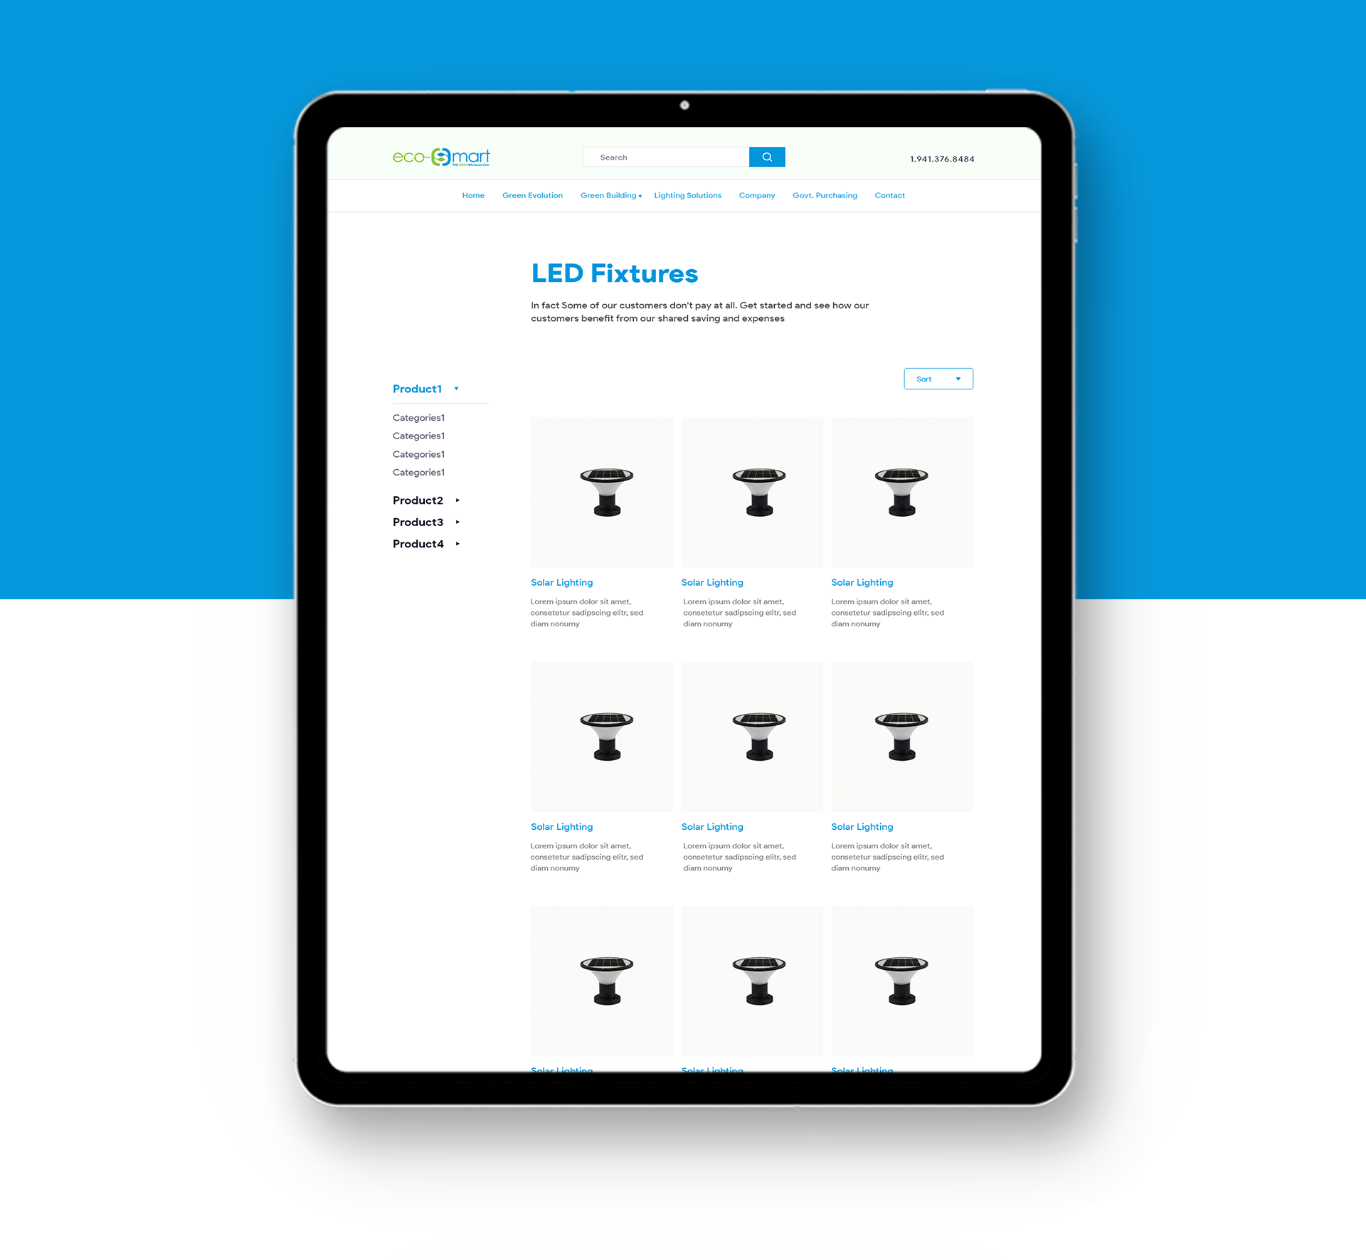 eco-Smart
Search
1.941.376.8484
Home Green Evolution Green Building Lighting Solutions Company Govt. Purchasing Contact
LED Fixtures
In fact Some of our customers don't pay at all. Get started and see how our
customers benefit from our shared saving and expenses
Sort
Product1
Categories1
Categories1
Categories1
Categories1
Product2
Product3
Product4
Solar Lighting
Lorem ipsum dolor sit amet,
consetetur sadipscing elitr, sed
diam nonumy
Solar Lighting
Lorem ipsum dolor sit amet,
consetetur sadipscing elitr, sed
diam nonumy
Solar Lighting
Lorem ipsum dolor sit amet,
consetetur sadipscing elitr, sed
diam nonumy
Solar Lighting
Lorem ipsum dolor sit amet,
consetetur sadipscing elitr, sed
diam nonumy
Solar Lighting
Lorem ipsum dolor sit amet,
consetetur sadipscing elitr, sed
diam nonumy
Solar Lighting
Lorem ipsum dolor sit amet,
consetetur sadipscing elitr, sed
diam nonumy
Solar Lighting
Solar Lighting
Solar Lighting